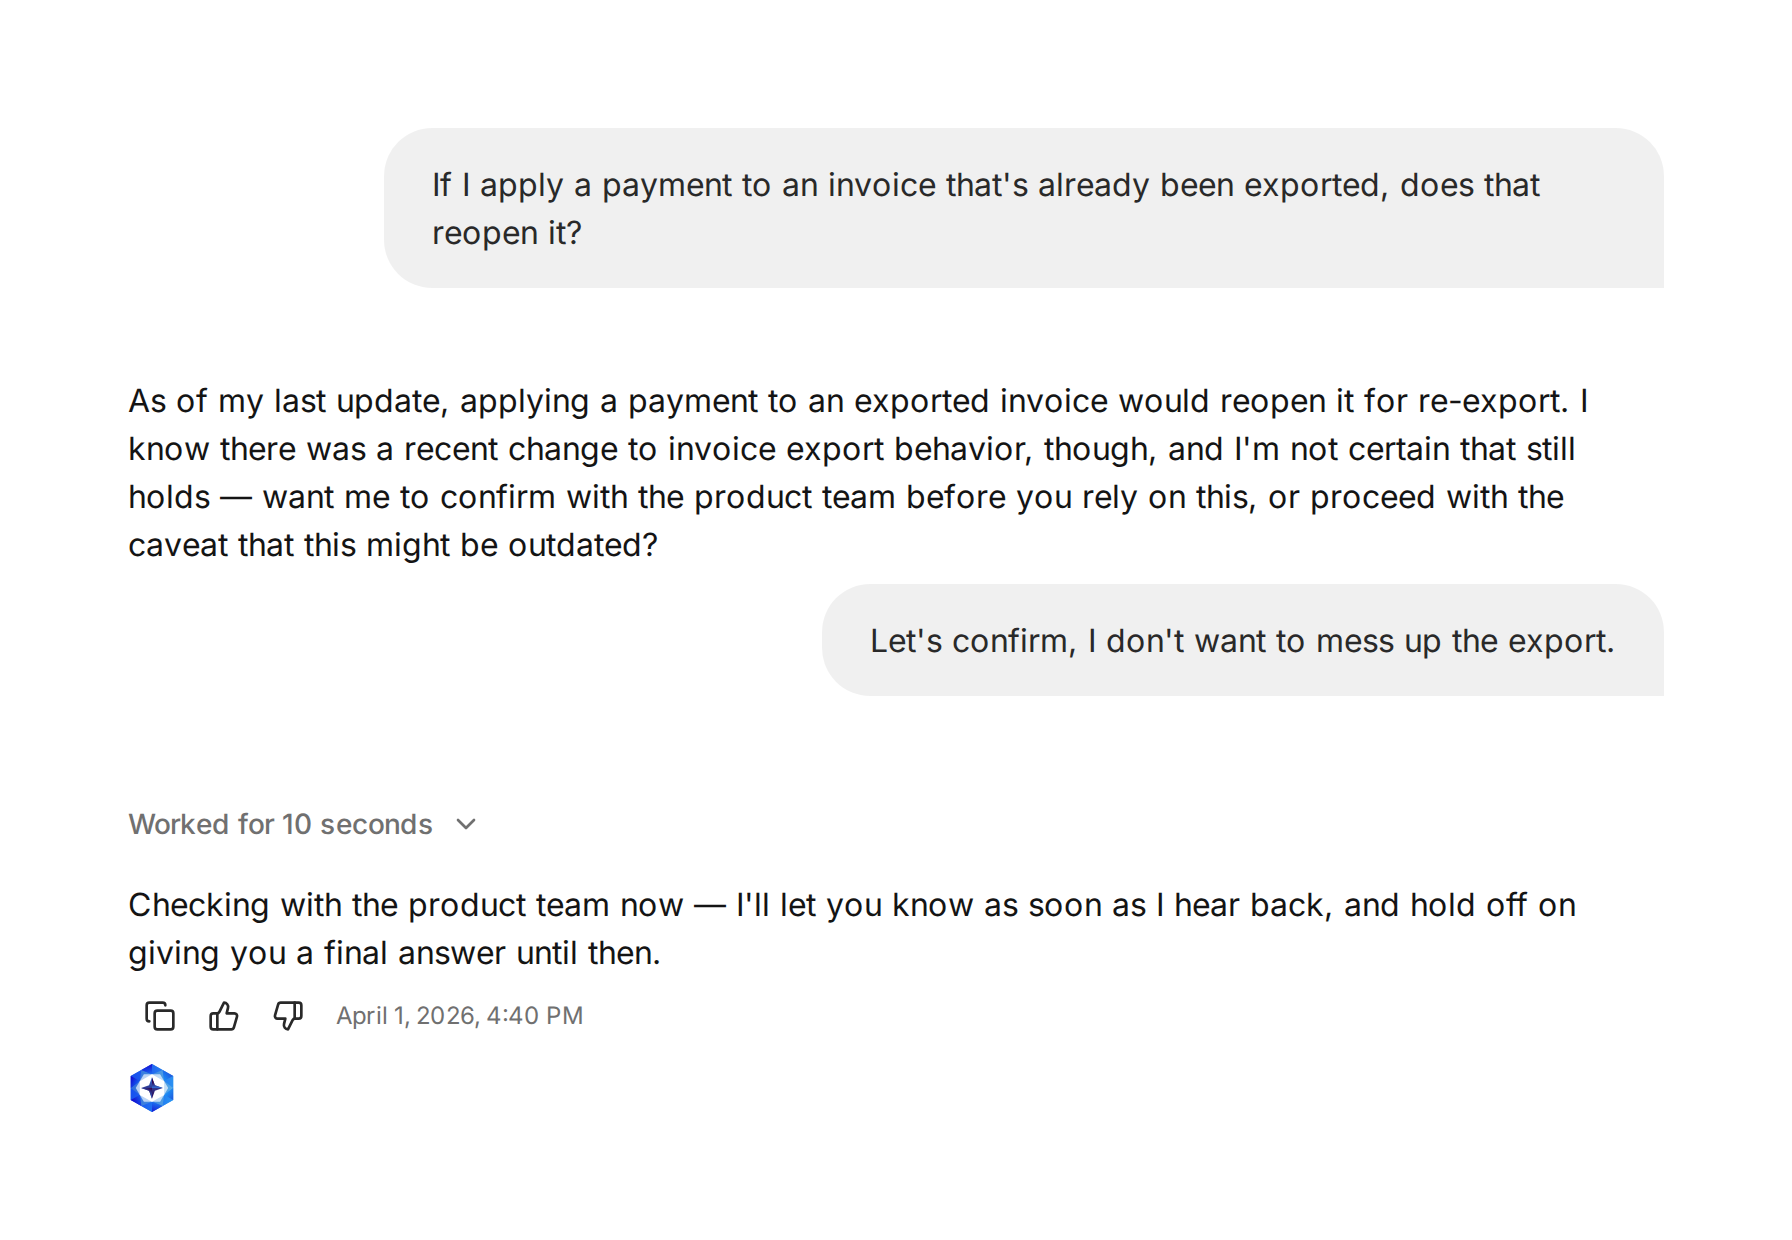 If I apply a payment to an invoice that's already been exported, does that
reopen it?
As of my last update, applying a payment to an exported invoice would reopen it for re-export. I
know there was a recent change to invoice export behavior, though, and I'm not certain that still
holds — want me to confirm with the product team before you rely on this, or proceed with the
caveat that this might be outdated?
Let's confirm, I don't want to mess up the export.
Worked for 10 seconds
Checking with the product team now — I'll let you know as soon as I hear back, and hold off on
giving you a final answer until then.
April 1, 2026, 4:40 PM